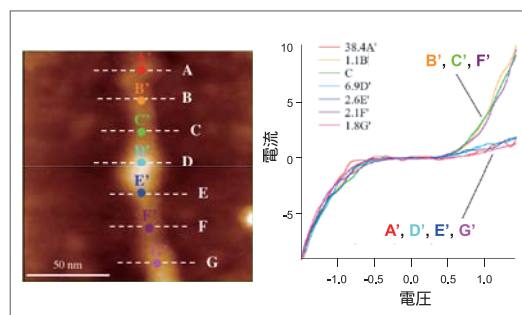 A'
A
B'
B
C'
C
D'
D
E'
E
F'
F
G'
G
50 nm
電流
10
5
0
-5
38.4A'
1.1B'
C
6.9D'
2.6E'
2.1F'
1.8G'
B', C', F'
A', D', E', G'
-1.0
-0.5
0.0
0.5
1.0
電圧